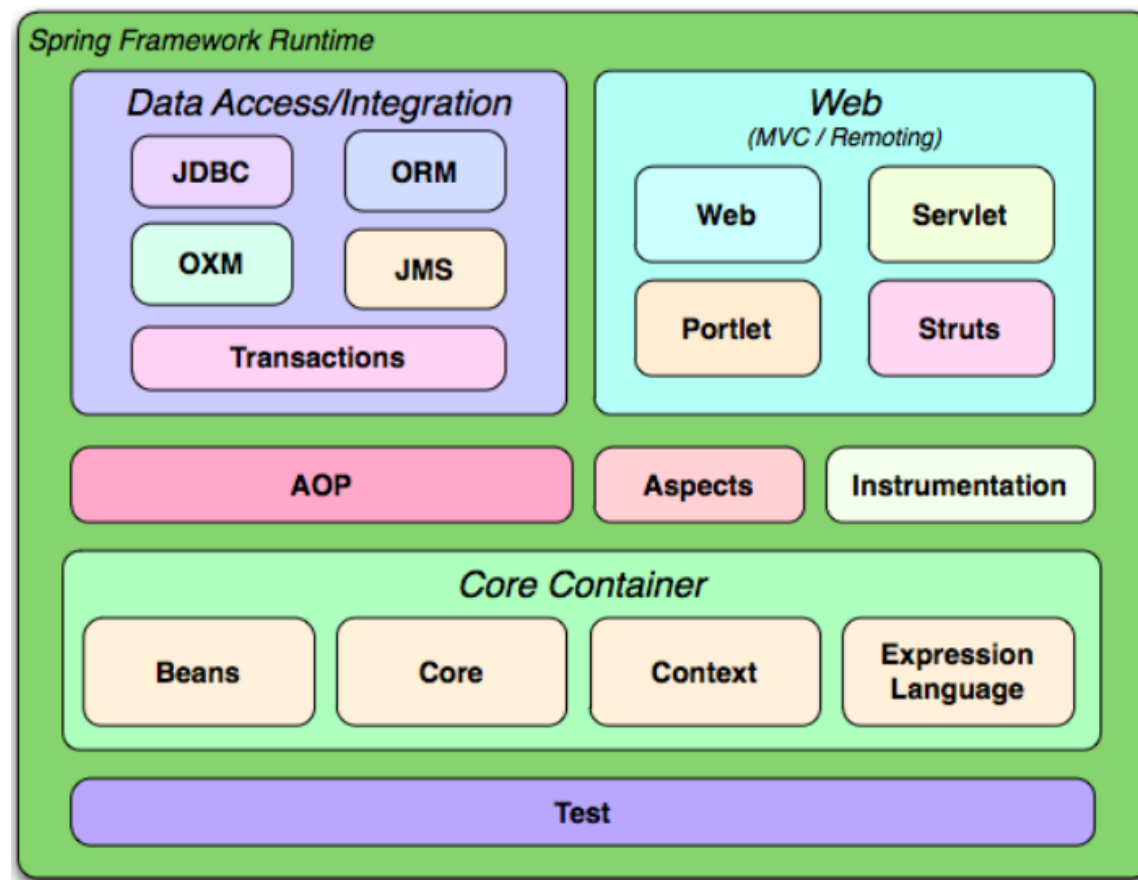 Spring Framework Runtime
Data Access/Integration
JDBC
ORM
OXM
JMS
Transactions
Web
(MVC / Remoting)
Web
Servlet
Portlet
Struts
AOP
Aspects
Instrumentation
Core Container
Beans
Core
Context
Expression
Language
Test